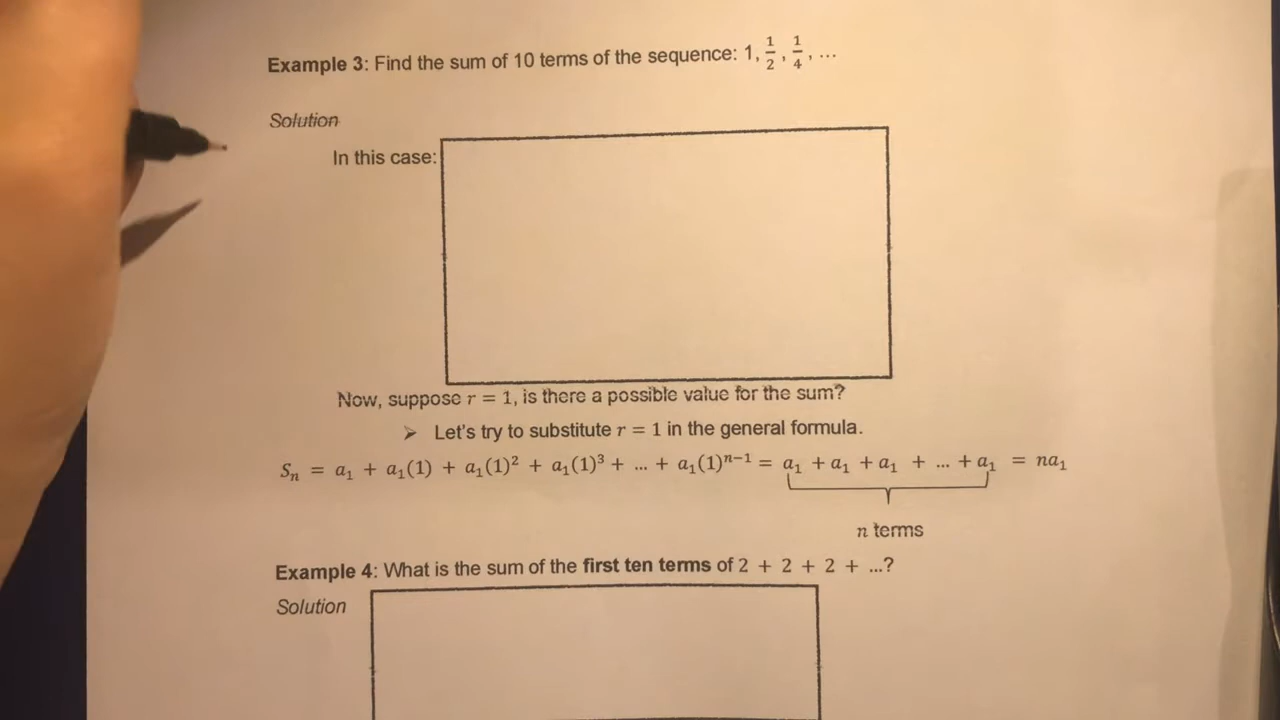 Example 3: Find the sum of 10 terms of the sequence: 1, 1/2, 1/4, ⋯
Solution
In this case:
Now, suppose r = 1, is there a possible value for the sum?
➢ Let's try to substitute r = 1 in the general formula.
Sₙ = a₁ + a₁(1) + a₁(1)² + a₁(1)³ + … + a₁(1)ⁿ⁻¹ = a₁ + a₁ + a₁ + … + a₁ = na₁
n terms
Example 4: What is the sum of the first ten terms of 2 + 2 + 2 + …?
Solution